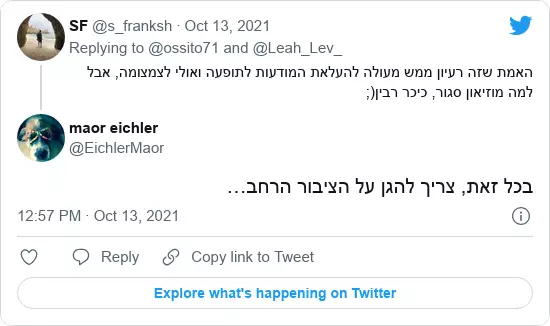 SF @s_franksh · Oct 13, 2021
Replying to @ossito71 and @Leah_Lev_
האמת שזה רעיון ממש מעולה להעלאת המודעות לתופעה ואולי לצמצומה, אבל
למה מוזיאון סגור, כיכר רבין(;
maor eichler
@EichlerMaor
בכל זאת, צריך להגן על הציבור הרחב…
12:57 PM · Oct 13, 2021
Reply
Copy link to Tweet
Explore what's happening on Twitter